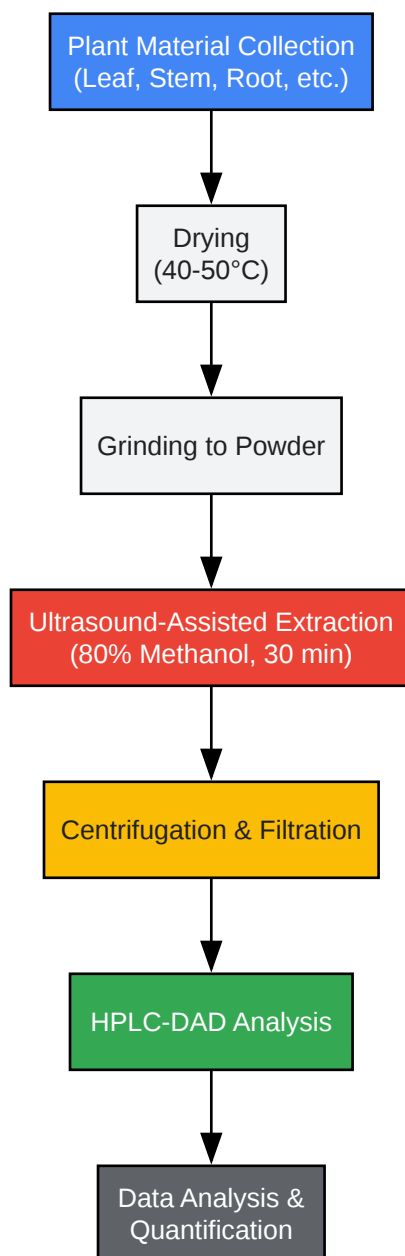 Plant Material Collection
(Leaf, Stem, Root, etc.)
Drying
(40-50°C)
Grinding to Powder
Ultrasound-Assisted Extraction
(80% Methanol, 30 min)
Centrifugation & Filtration
HPLC-DAD Analysis
Data Analysis &
Quantification